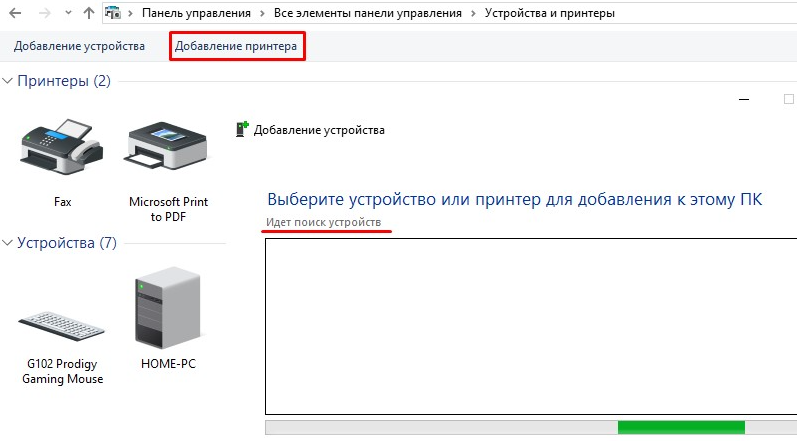 Панель управления > Все элементы панели управления > Устройства и принтеры
Добавление устройства Добавление принтера
Принтеры (2)
Fax
Microsoft Print
to PDF
Устройства (7)
G102 Prodigy
Gaming Mouse
HOME-PC
Добавление устройства
Выберите устройство или принтер для добавления к этому ПК
Идет поиск устройств